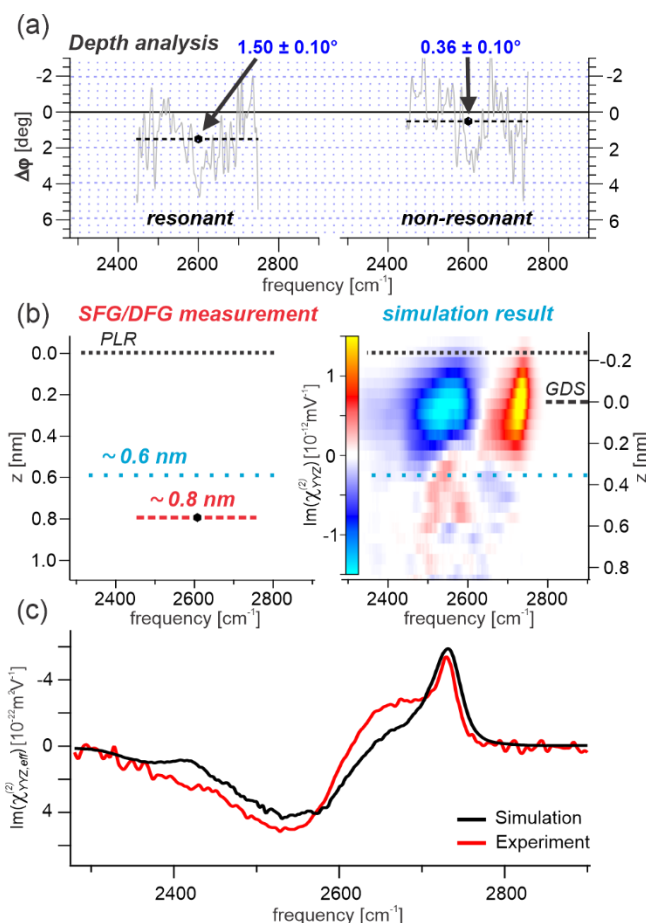 (a)
Depth analysis
1.50 ± 0.10°
0.36 ± 0.10°
Δφ [deg]
-2
0
2
4
6
-2
0
2
4
6
resonant
non-resonant
2400
2600
2800
2400
2600
2800
frequency [cm⁻¹]
(b)
SFG/DFG measurement
simulation result
PLR
z [nm]
0.0
0.2
0.4
0.6
0.8
1.0
~ 0.6 nm
~ 0.8 nm
Im(χ⁽²⁾YYZ) [10⁻¹²mV⁻¹]
1
0
-1
GDS
-0.2
0.0
0.2
0.4
0.6
0.8
z [nm]
2400
2600
2800
2400
2600
2800
frequency [cm⁻¹]
frequency [cm⁻¹]
(c)
Im(χ⁽²⁾YYZ,eff) [10⁻²²m²V⁻¹]
-4
0
4
Simulation
Experiment
2400
2600
2800
frequency [cm⁻¹]